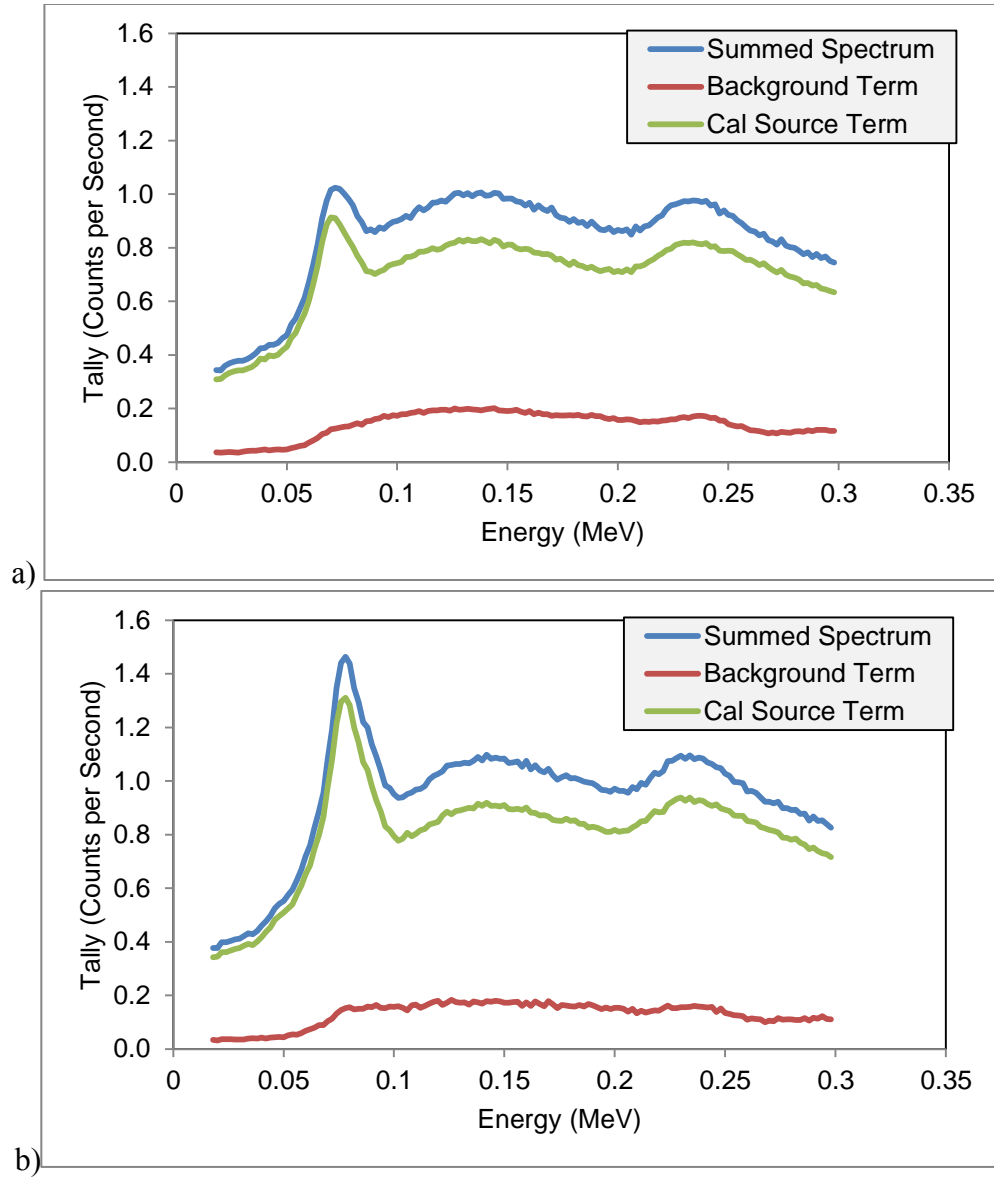 1.6
1.4
1.2
1.0
0.8
0.6
0.4
0.2
0.0
Tally (Counts per Second)
Summed Spectrum
Background Term
Cal Source Term
0 0.05 0.1 0.15 0.2 0.25 0.3 0.35
Energy (MeV)
a)
1.6
1.4
1.2
1.0
0.8
0.6
0.4
0.2
0.0
Tally (Counts per Second)
Summed Spectrum
Background Term
Cal Source Term
0 0.05 0.1 0.15 0.2 0.25 0.3 0.35
Energy (MeV)
b)